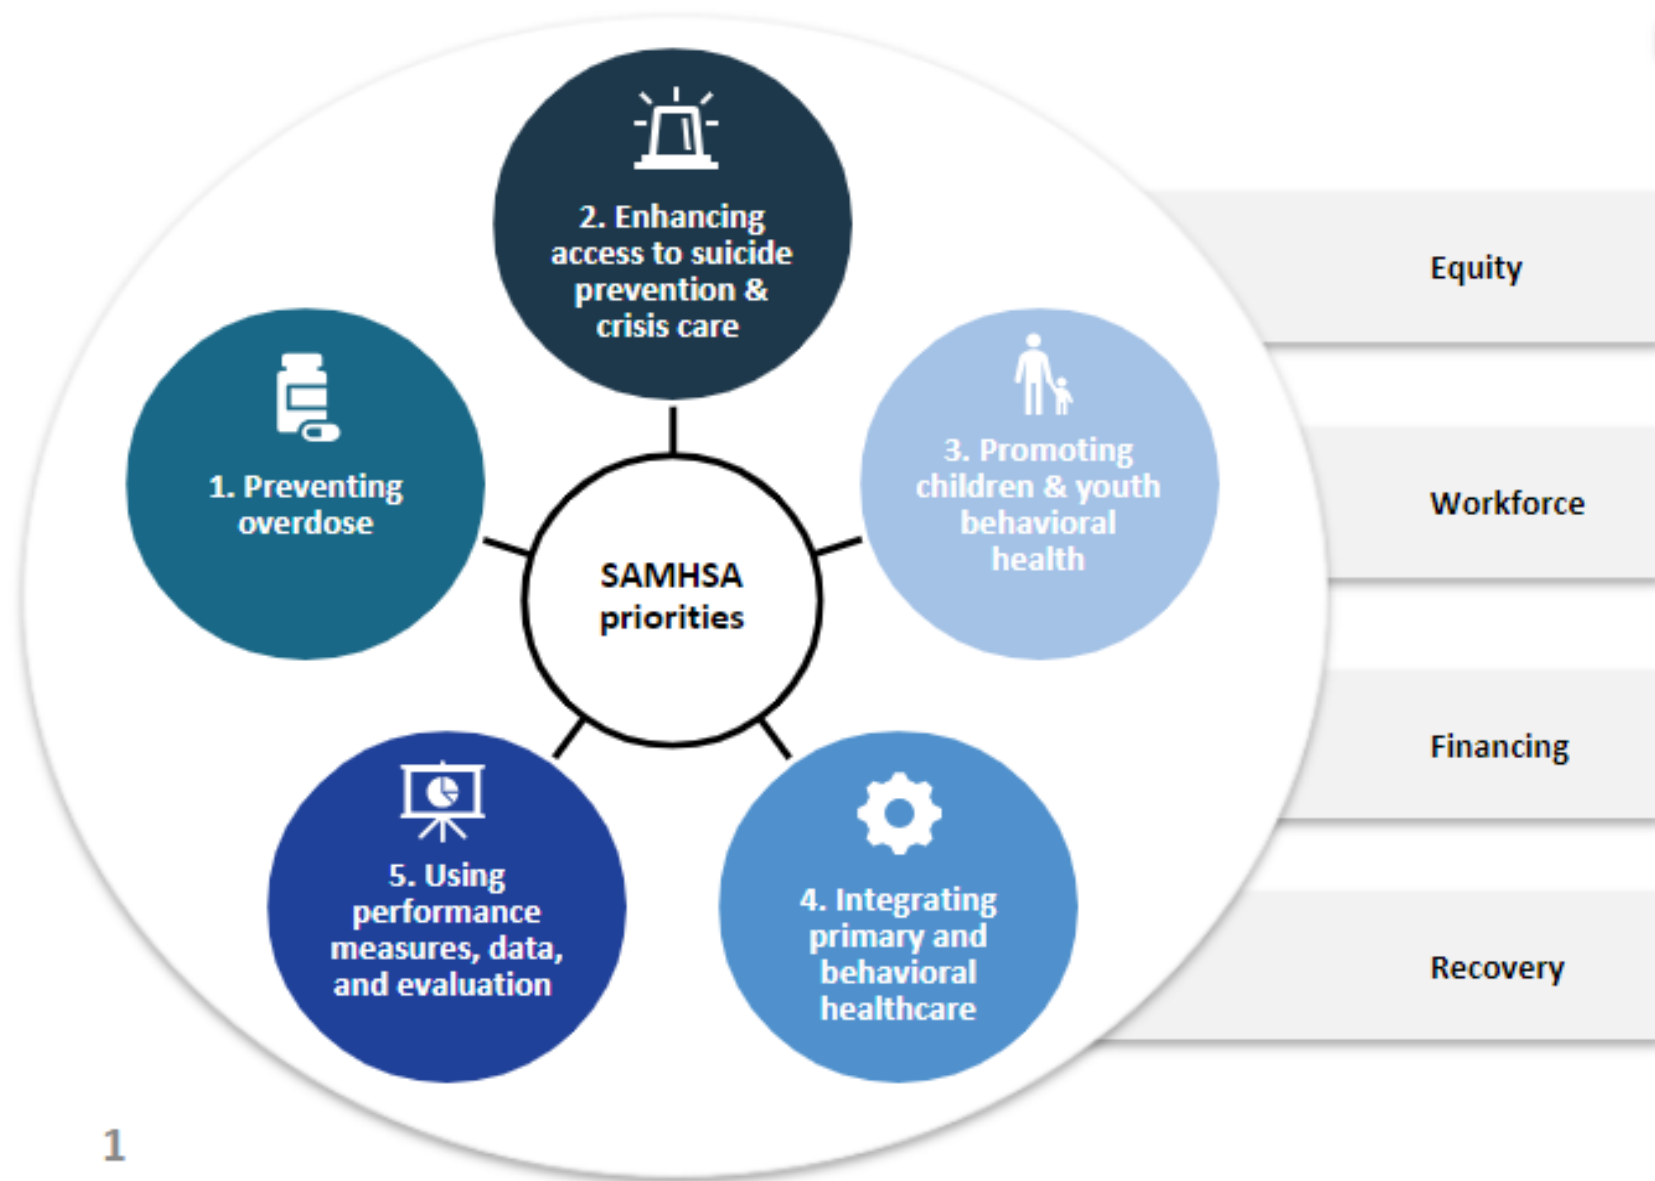 2. Enhancing
access to suicide
prevention &
crisis care
1. Preventing
overdose
3. Promoting
children & youth
behavioral
health
SAMHSA
priorities
5. Using
performance
measures, data,
and evaluation
4. Integrating
primary and
behavioral
healthcare
Equity
Workforce
Financing
Recovery
1